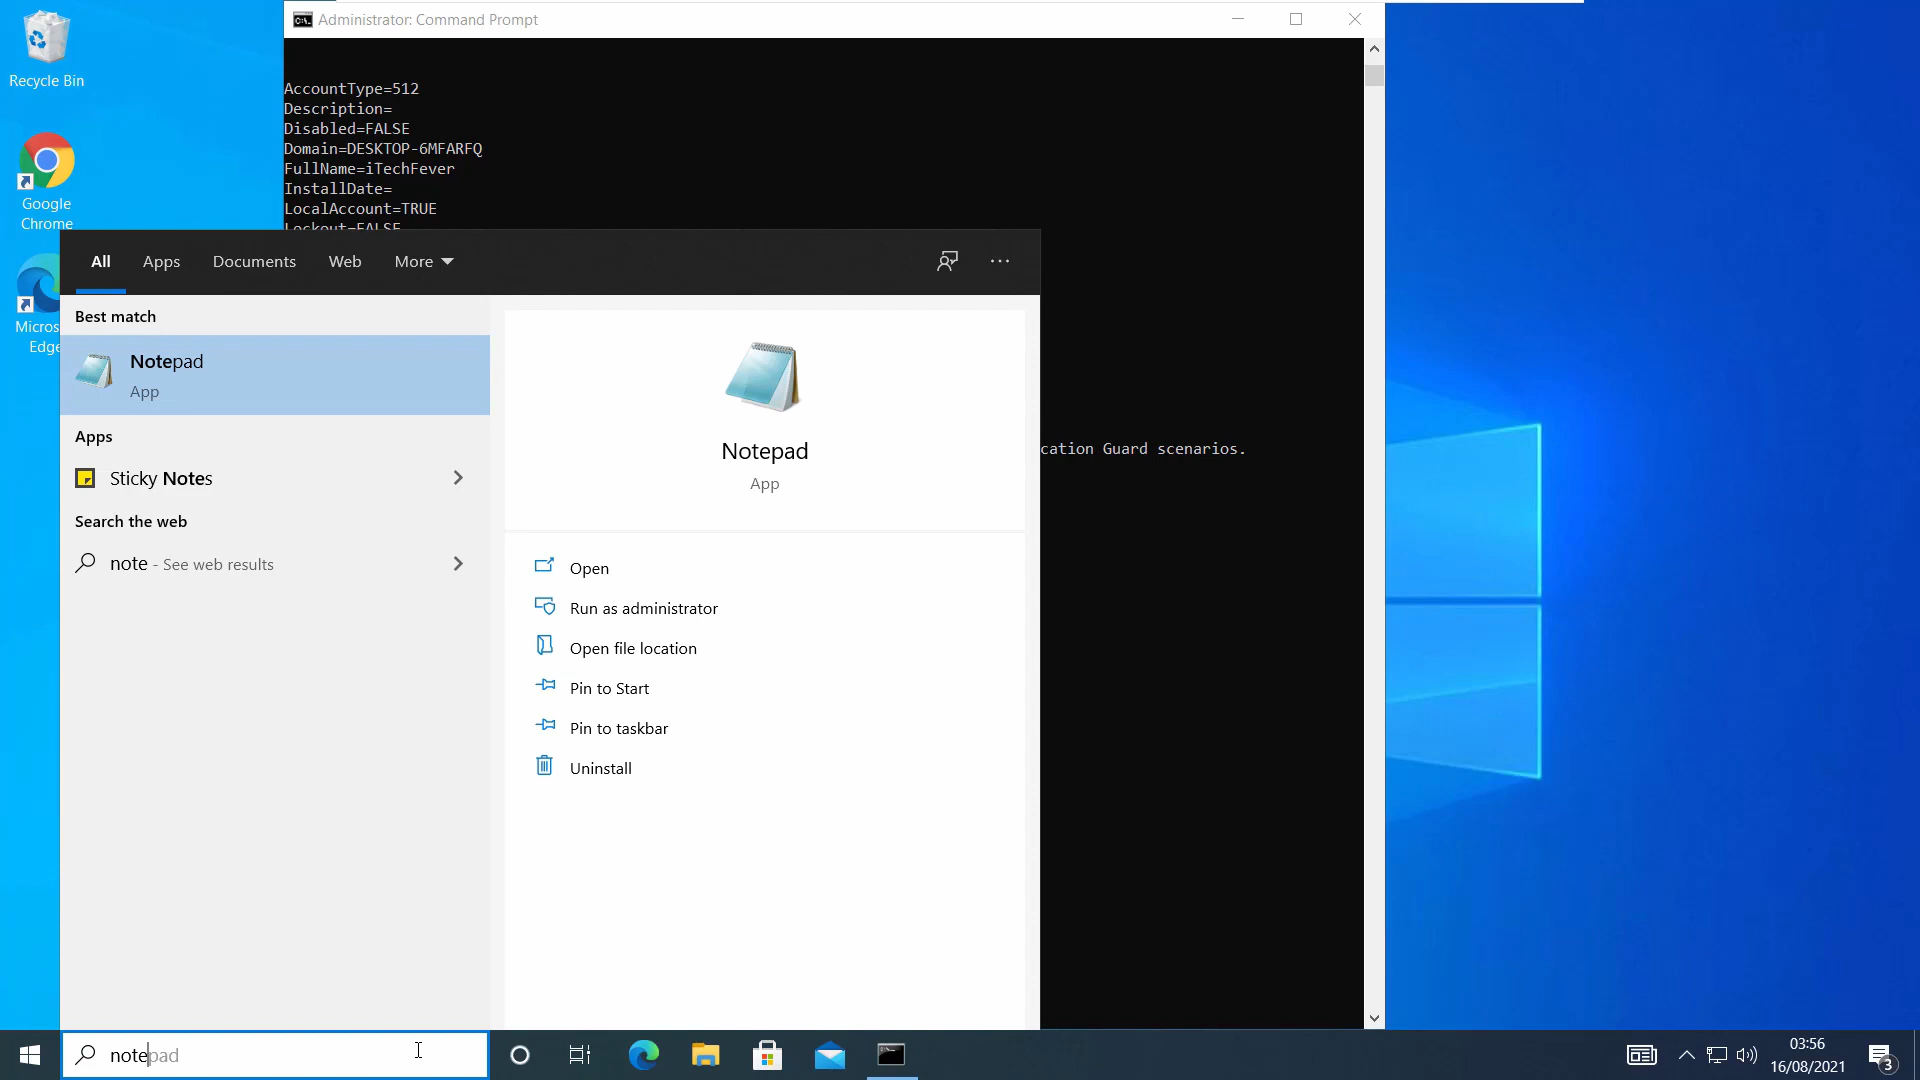 Recycle Bin
Google
Chrome
Micros
Edge
Administrator: Command Prompt
AccountType=512
Description=
Disabled=FALSE
Domain=DESKTOP-6MFARFQ
FullName=iTechFever
InstallDate=
LocalAccount=TRUE
Lockout=FALSE
cation Guard scenarios.
All Apps Documents Web More
Best match
Notepad
App
Apps
Sticky Notes
Search the web
note - See web results
Notepad
App
Open
Run as administrator
Open file location
Pin to Start
Pin to taskbar
Uninstall
notepad
03:56
16/08/2021
3